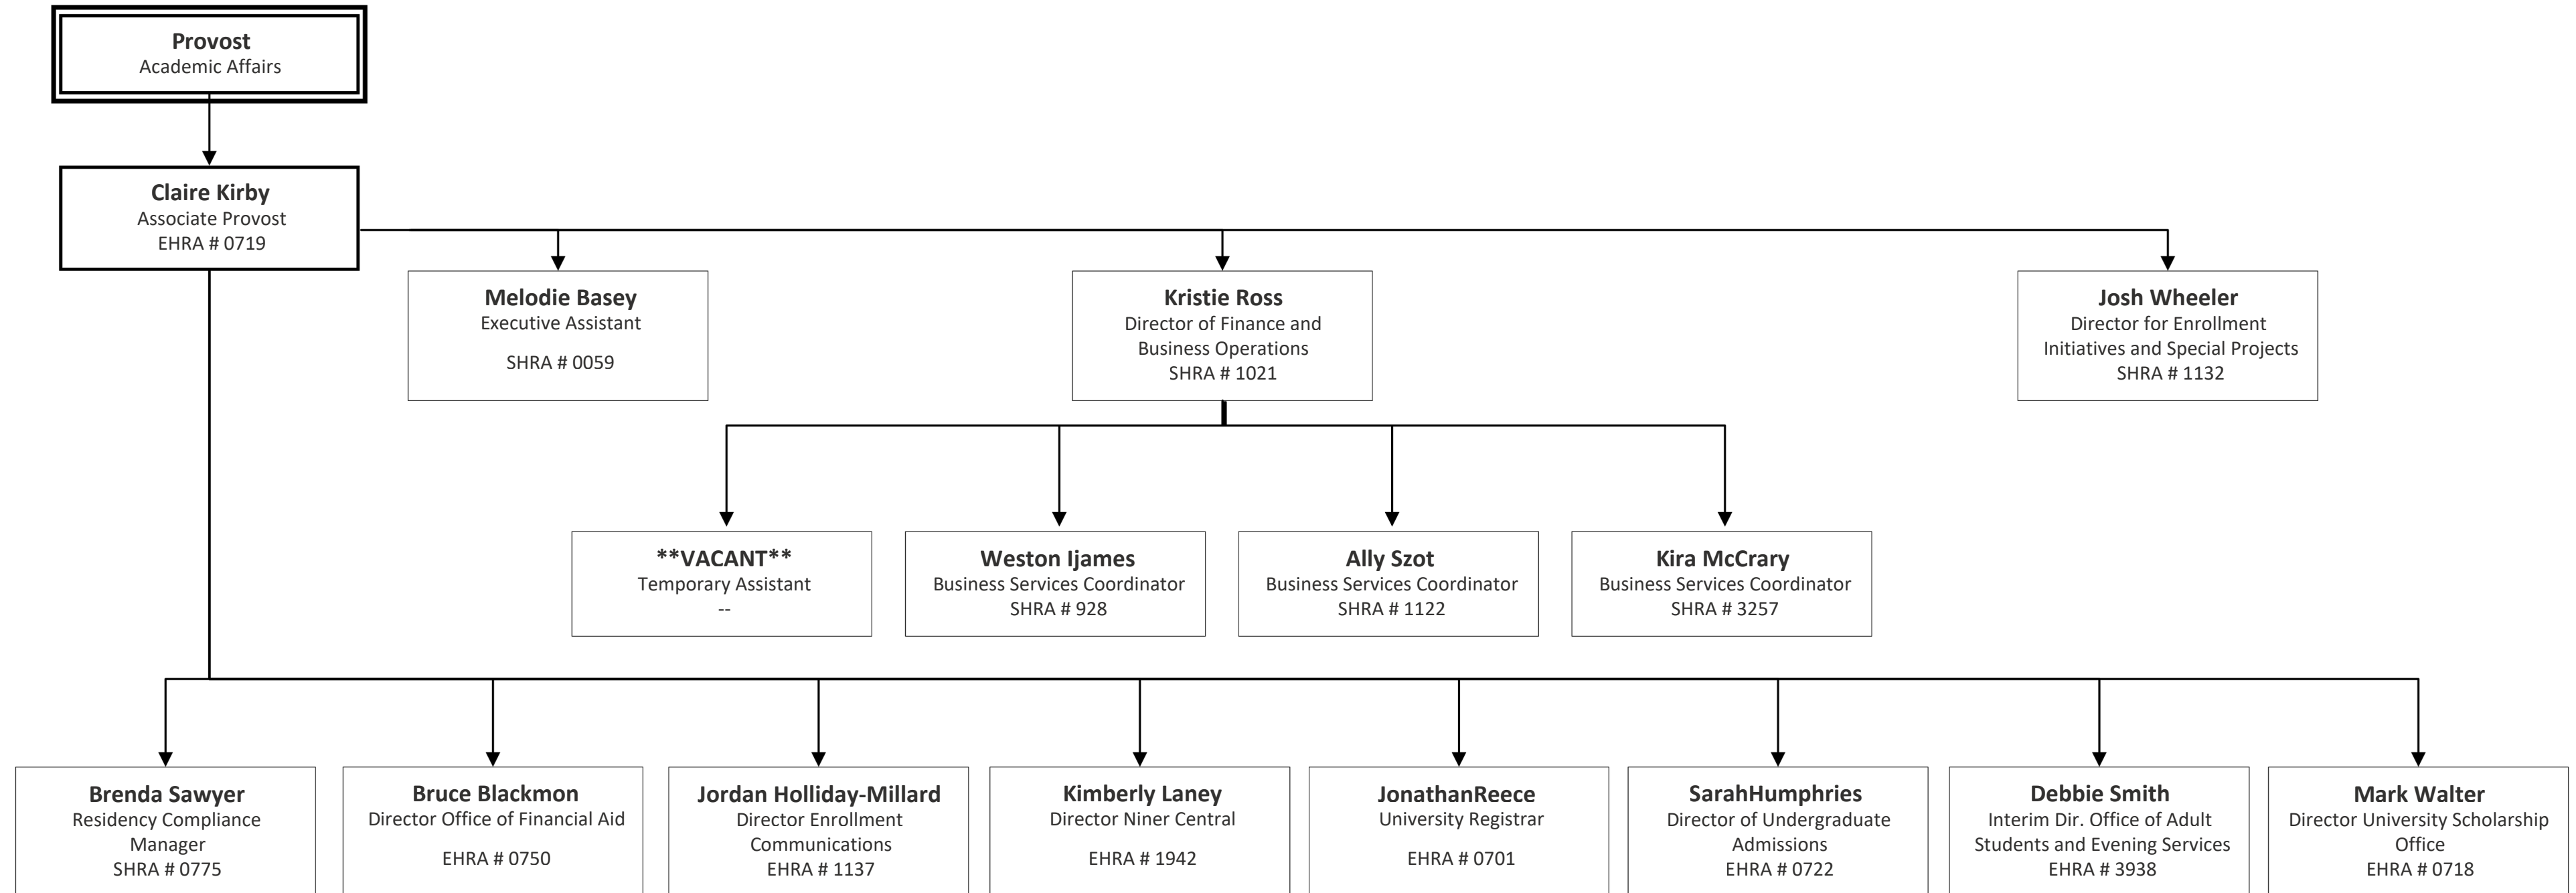 Provost
Academic Affairs
Claire Kirby
Associate Provost
EHRA # 0719
Melodie Basey
Executive Assistant
SHRA # 0059
Kristie Ross
Director of Finance and
Business Operations
SHRA # 1021
Josh Wheeler
Director for Enrollment
Initiatives and Special Projects
SHRA # 1132
**VACANT**
Temporary Assistant
--
Weston Ijames
Business Services Coordinator
SHRA # 928
Ally Szot
Business Services Coordinator
SHRA # 1122
Kira McCrary
Business Services Coordinator
SHRA # 3257
Brenda Sawyer
Residency Compliance
Manager
SHRA # 0775
Bruce Blackmon
Director Office of Financial Aid
EHRA # 0750
Jordan Holliday-Millard
Director Enrollment
Communications
EHRA # 1137
Kimberly Laney
Director Niner Central
EHRA # 1942
JonathanReece
University Registrar
EHRA # 0701
SarahHumphries
Director of Undergraduate
Admissions
EHRA # 0722
Debbie Smith
Interim Dir. Office of Adult
Students and Evening Services
EHRA # 3938
Mark Walter
Director University Scholarship
Office
EHRA # 0718